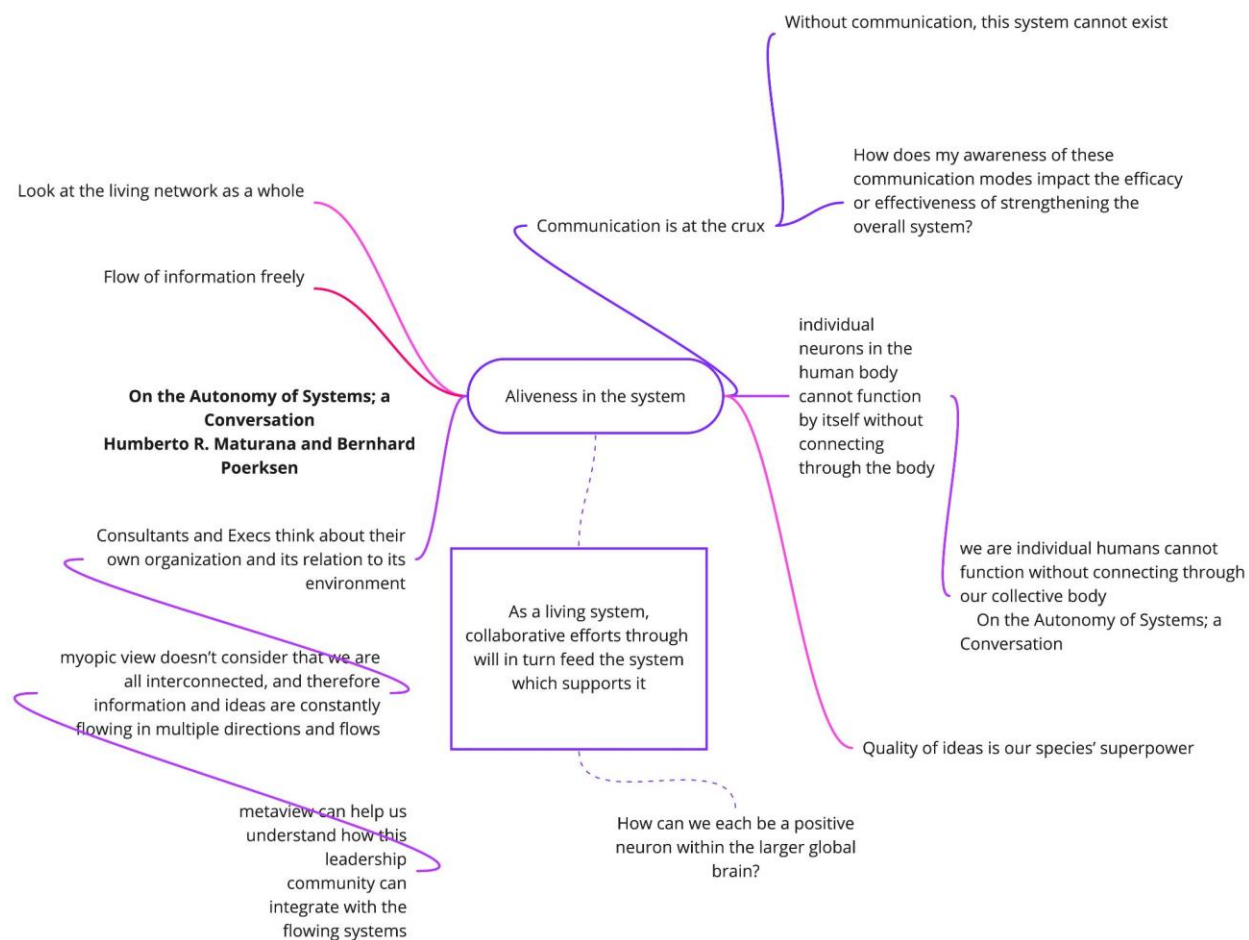 Without communication, this system cannot exist
How does my awareness of these
communication modes impact the efficacy
or effectiveness of strengthening the
overall system?
Communication is at the crux
Look at the living network as a whole
Flow of information freely
On the Autonomy of Systems; a
Conversation
Humberto R. Maturana and Bernhard
Poerksen
Aliveness in the system
individual
neurons in the
human body
cannot function
by itself without
connecting
through the body
we are individual humans cannot
function without connecting through
our collective body
On the Autonomy of Systems; a
Conversation
Consultants and Execs think about their
own organization and its relation to its
environment
myopic view doesn't consider that we are
all interconnected, and therefore
information and ideas are constantly
flowing in multiple directions and flows
metaview can help us
understand how this
leadership
community can
integrate with the
flowing systems
As a living system,
collaborative efforts through
will in turn feed the system
which supports it
How can we each be a positive
neuron within the larger global
brain?
Quality of ideas is our species' superpower